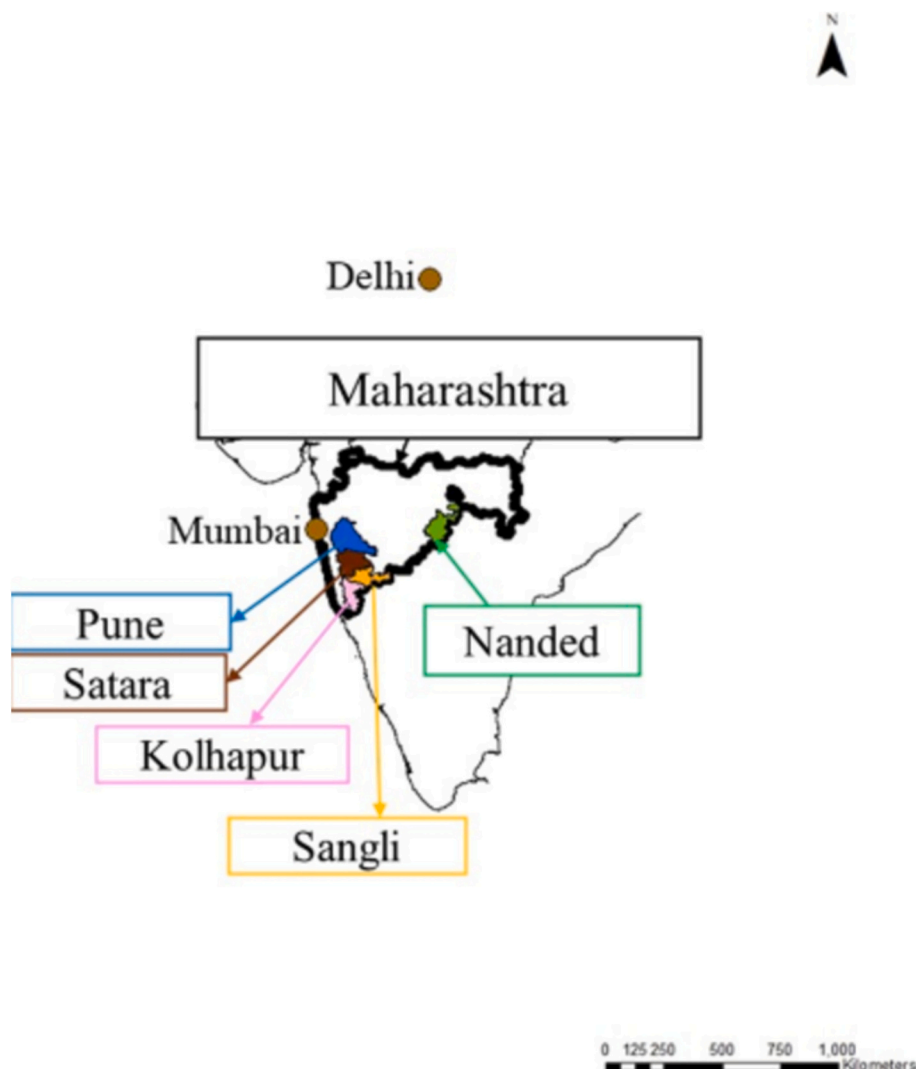 N
Delhi
Maharashtra
Mumbai
Pune
Nanded
Satara
Kolhapur
Sangli
0 125 250 500 750 1,000
Kilometers